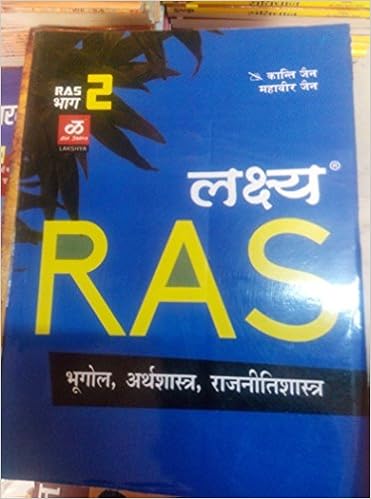 कान्ति जैन
महावीर जैन
RAS
भाग 2
LAKSHYA
लक्ष्य®
RAS
भूगोल, अर्थशास्त्र, राजनीतिशास्त्र